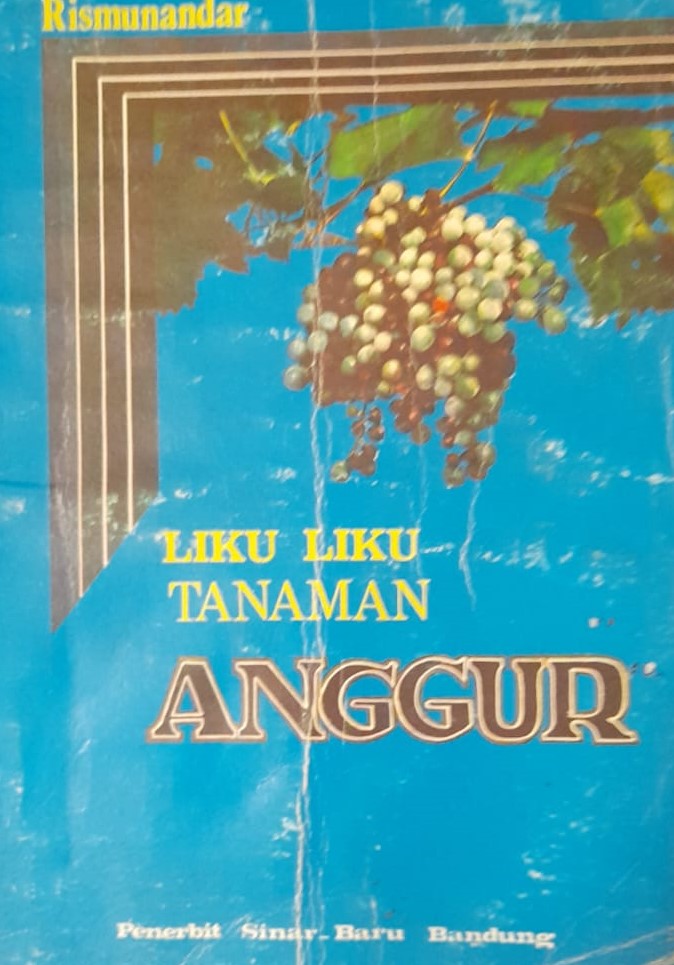 Rismunandar
LIKU LIKU
TANAMAN
ANGGUR
Penerbit Sinar Baru Bandung